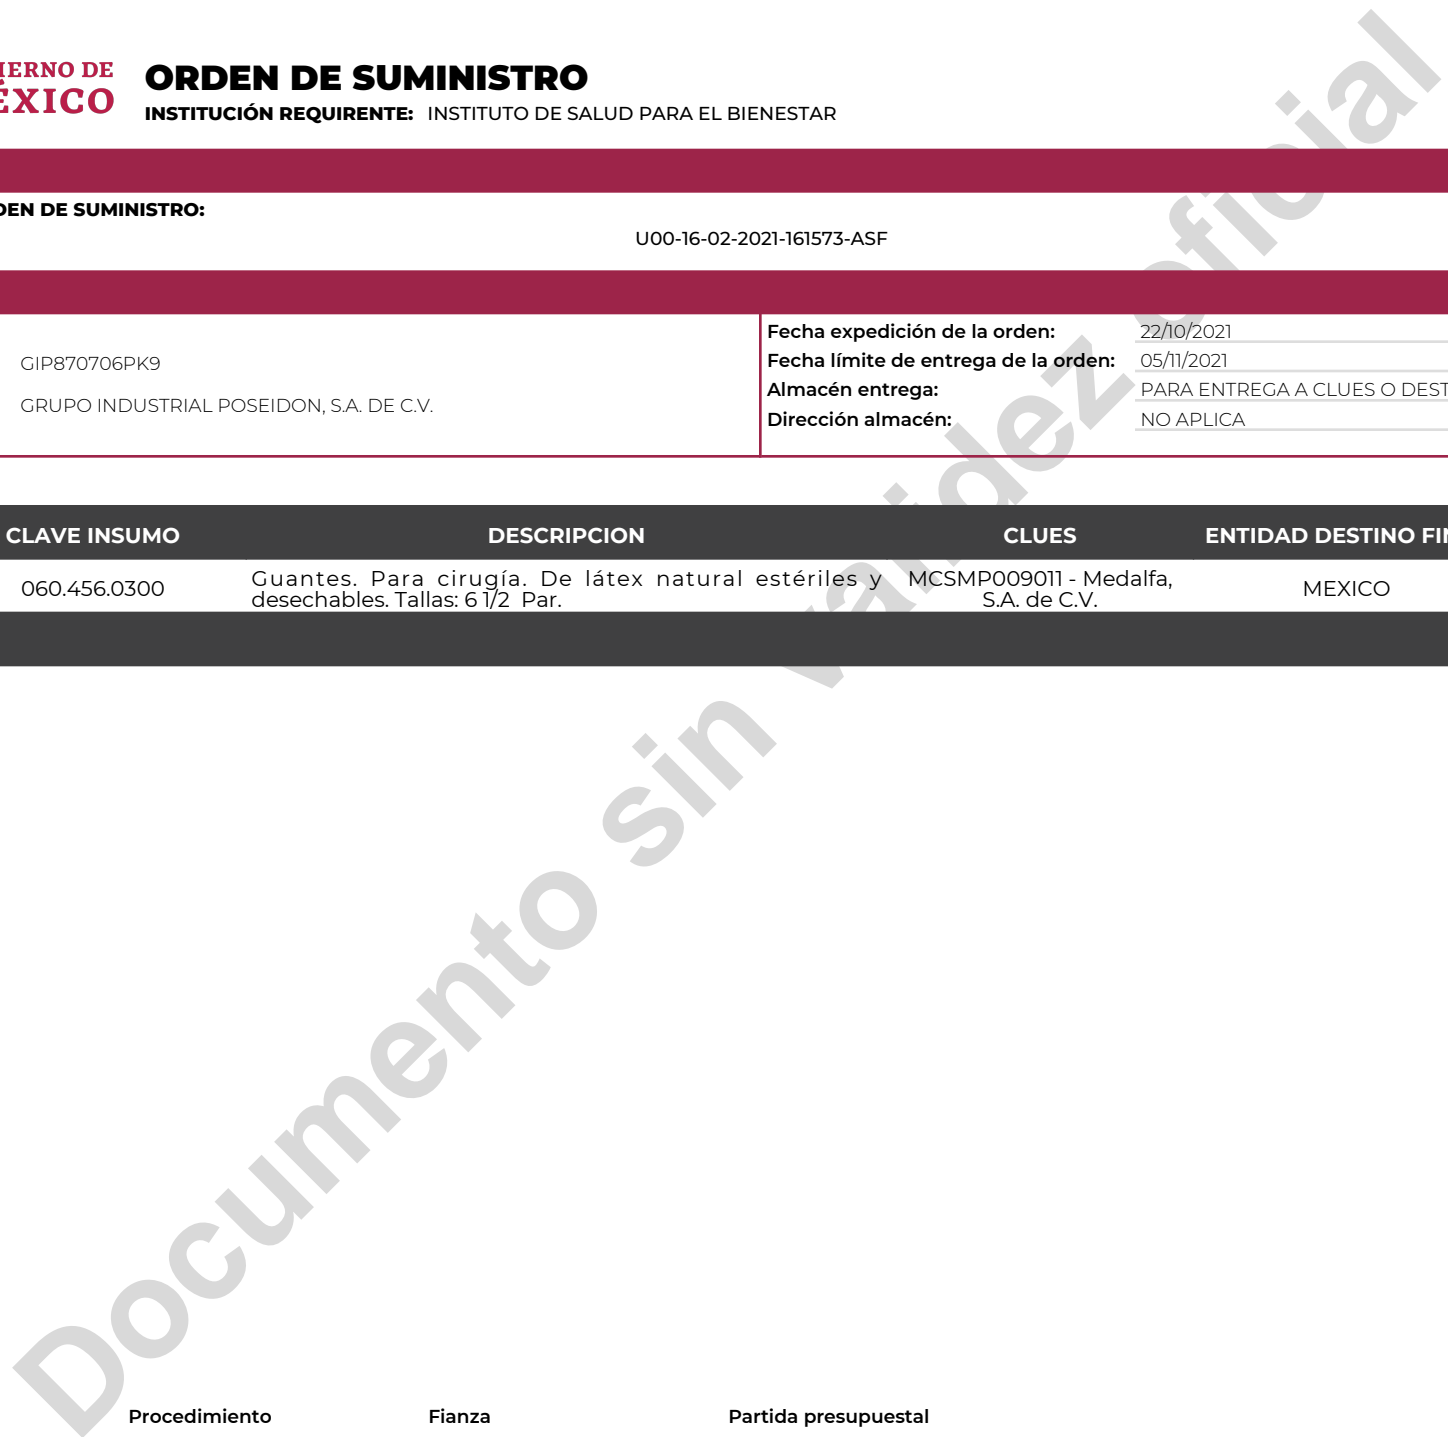 IERNO DE
ÉXICO
ORDEN DE SUMINISTRO
INSTITUCIÓN REQUIRENTE: INSTITUTO DE SALUD PARA EL BIENESTAR
DEN DE SUMINISTRO:
U00-16-02-2021-161573-ASF
GIP870706PK9
GRUPO INDUSTRIAL POSEIDON, S.A. DE C.V.
Fecha expedición de la orden: 22/10/2021
Fecha límite de entrega de la orden: 05/11/2021
Almacén entrega: PARA ENTREGA A CLUES O DEST
Dirección almacén: NO APLICA
CLAVE INSUMO DESCRIPCION CLUES ENTIDAD DESTINO FIN
060.456.0300 Guantes. Para cirugía. De látex natural estériles y MCSMP009011 - Medalfa, MEXICO
desechables. Tallas: 6 1/2 Par. S.A. de C.V.
Documento sin validez oficial
Procedimiento Fianza Partida presupuestal